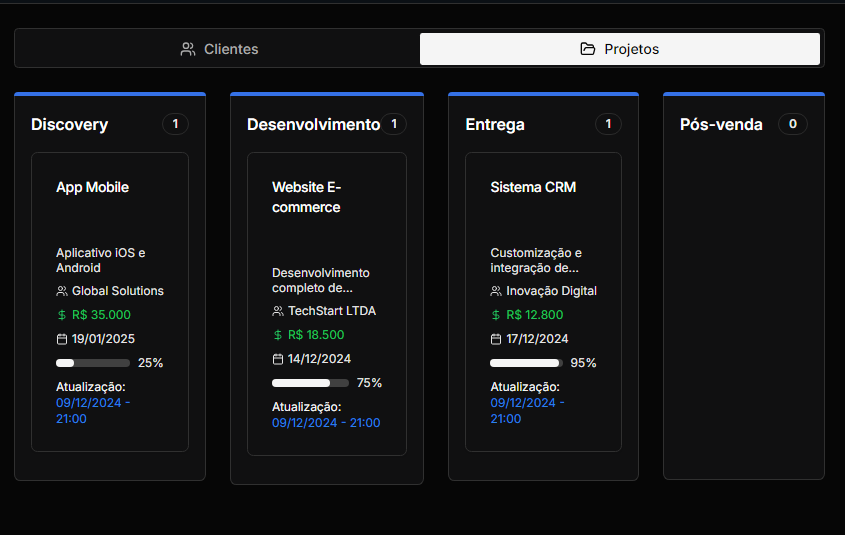 Clientes
Projetos
Discovery 1
App Mobile
Aplicativo iOS e
Android
Global Solutions
$ R$ 35.000
19/01/2025
25%
Atualização:
09/12/2024 -
21:00
Desenvolvimento 1
Website E-
commerce
Desenvolvimento
completo de...
TechStart LTDA
$ R$ 18.500
14/12/2024
75%
Atualização:
09/12/2024 - 21:00
Entrega 1
Sistema CRM
Customização e
integração de...
Inovação Digital
$ R$ 12.800
17/12/2024
95%
Atualização:
09/12/2024 -
21:00
Pós-venda 0